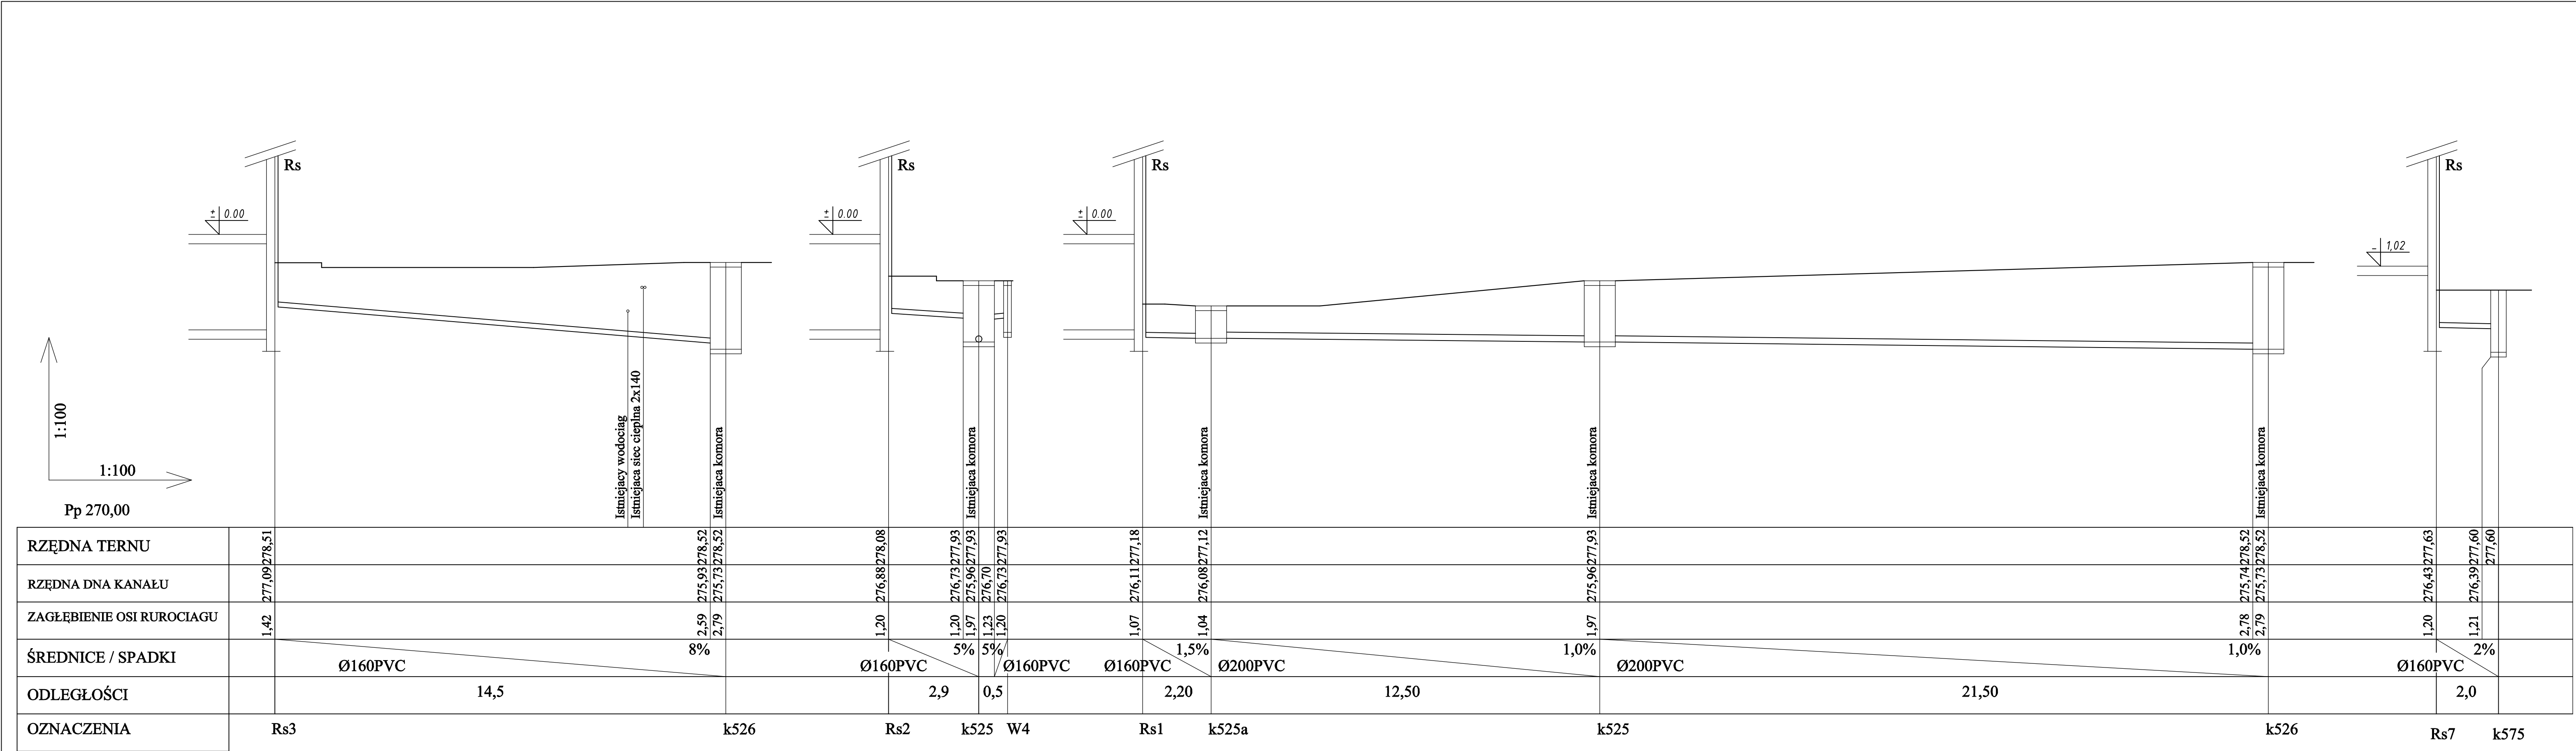 Rs
Rs
Rs
Rs
± 0.00
± 0.00
± 0.00
- 1,02
1:100
1:100
Pp 270,00
Istniejacy wodociag
Istniejaca siec cieplna 2x140
Istniejaca komora
Istniejaca komora
Istniejaca komora
Istniejaca komora
Istniejaca komora
RZĘDNA TERNU
278,51 278,52 278,52 278,08 277,93 277,93 277,93 277,18 277,12 277,93 278,52 278,52 277,63 277,60 277,60
RZĘDNA DNA KANAŁU
277,09 275,93 275,73 276,88 276,73 275,96 276,70 276,73 276,11 276,08 275,96 275,74 275,73 276,43 276,39
ZAGŁĘBIENIE OSI RUROCIAGU
1,42 2,59 2,79 1,20 1,20 1,97 1,23 1,20 1,07 1,04 1,97 2,78 2,79 1,20 1,21
ŚREDNICE / SPADKI
8% 5% 5% 1,5% 1,0% 1,0% 2%
Ø160PVC Ø160PVC Ø160PVC Ø160PVC Ø200PVC Ø200PVC Ø160PVC
ODLEGŁOŚCI
14,5 2,9 0,5 2,20 12,50 21,50 2,0
OZNACZENIA
Rs3 k526 Rs2 k525 W4 Rs1 k525a k525 k526 Rs7 k575